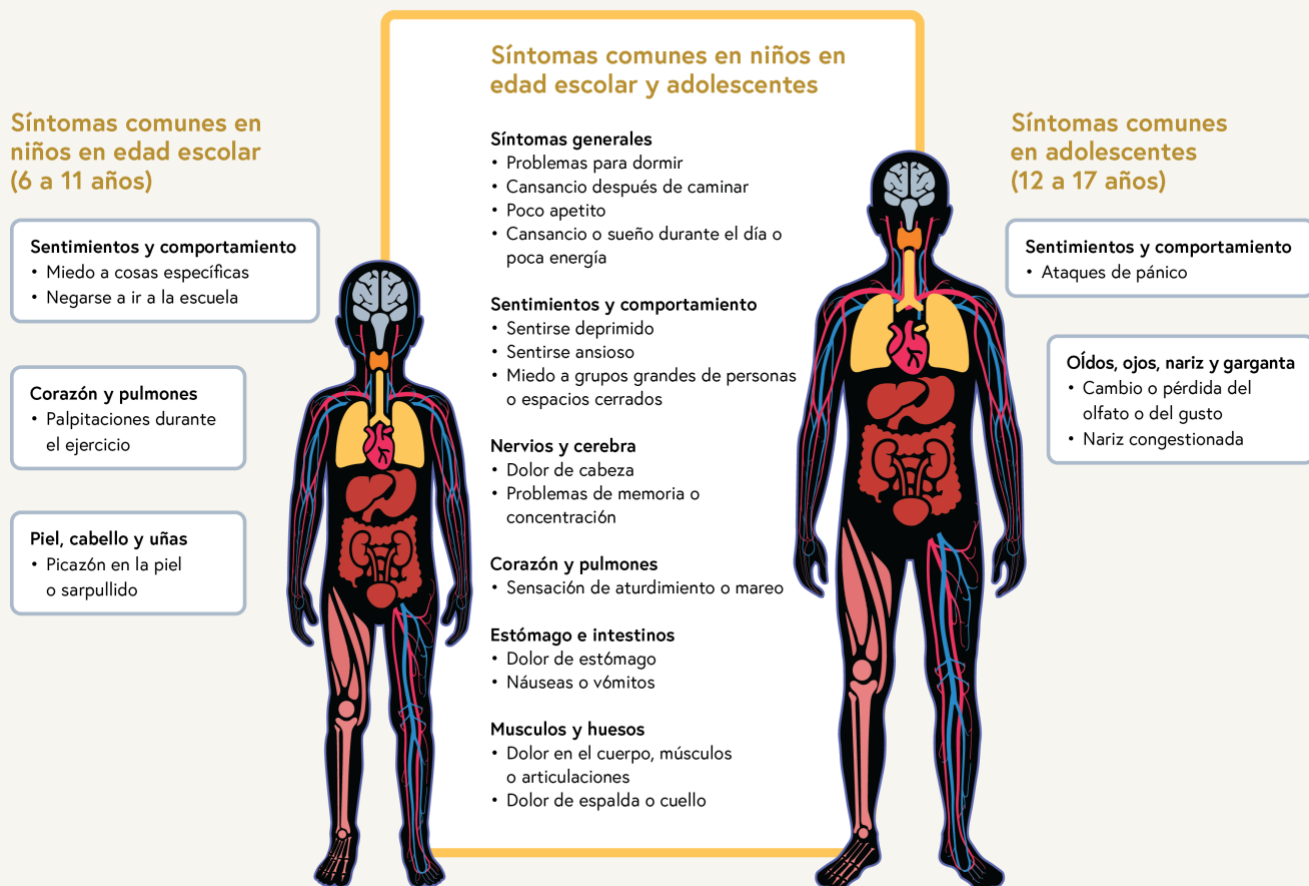 Síntomas comunes en
niños en edad escolar
(6 a 11 años)
Sentimientos y comportamiento
• Miedo a cosas específicas
• Negarse a ir a la escuela
Corazón y pulmones
• Palpitaciones durante
el ejercicio
Piel, cabello y uñas
• Picazón en la piel
o sarpullido
Síntomas comunes en niños en
edad escolar y adolescentes
Síntomas generales
• Problemas para dormir
• Cansancio después de caminar
• Poco apetito
• Cansancio o sueño durante el día o
poca energía
Sentimientos y comportamiento
• Sentirse deprimido
• Sentirse ansioso
• Miedo a grupos grandes de personas
o espacios cerrados
Nervios y cerebra
• Dolor de cabeza
• Problemas de memoria o
concentración
Corazón y pulmones
• Sensación de aturdimiento o mareo
Estómago e intestinos
• Dolor de estómago
• Náuseas o vómitos
Musculos y huesos
• Dolor en el cuerpo, músculos
o articulaciones
• Dolor de espalda o cuello
Síntomas comunes
en adolescentes
(12 a 17 años)
Sentimientos y comportamiento
• Ataques de pánico
OÍdos, ojos, nariz y garganta
• Cambio o pérdida del
olfato o del gusto
• Nariz congestionada